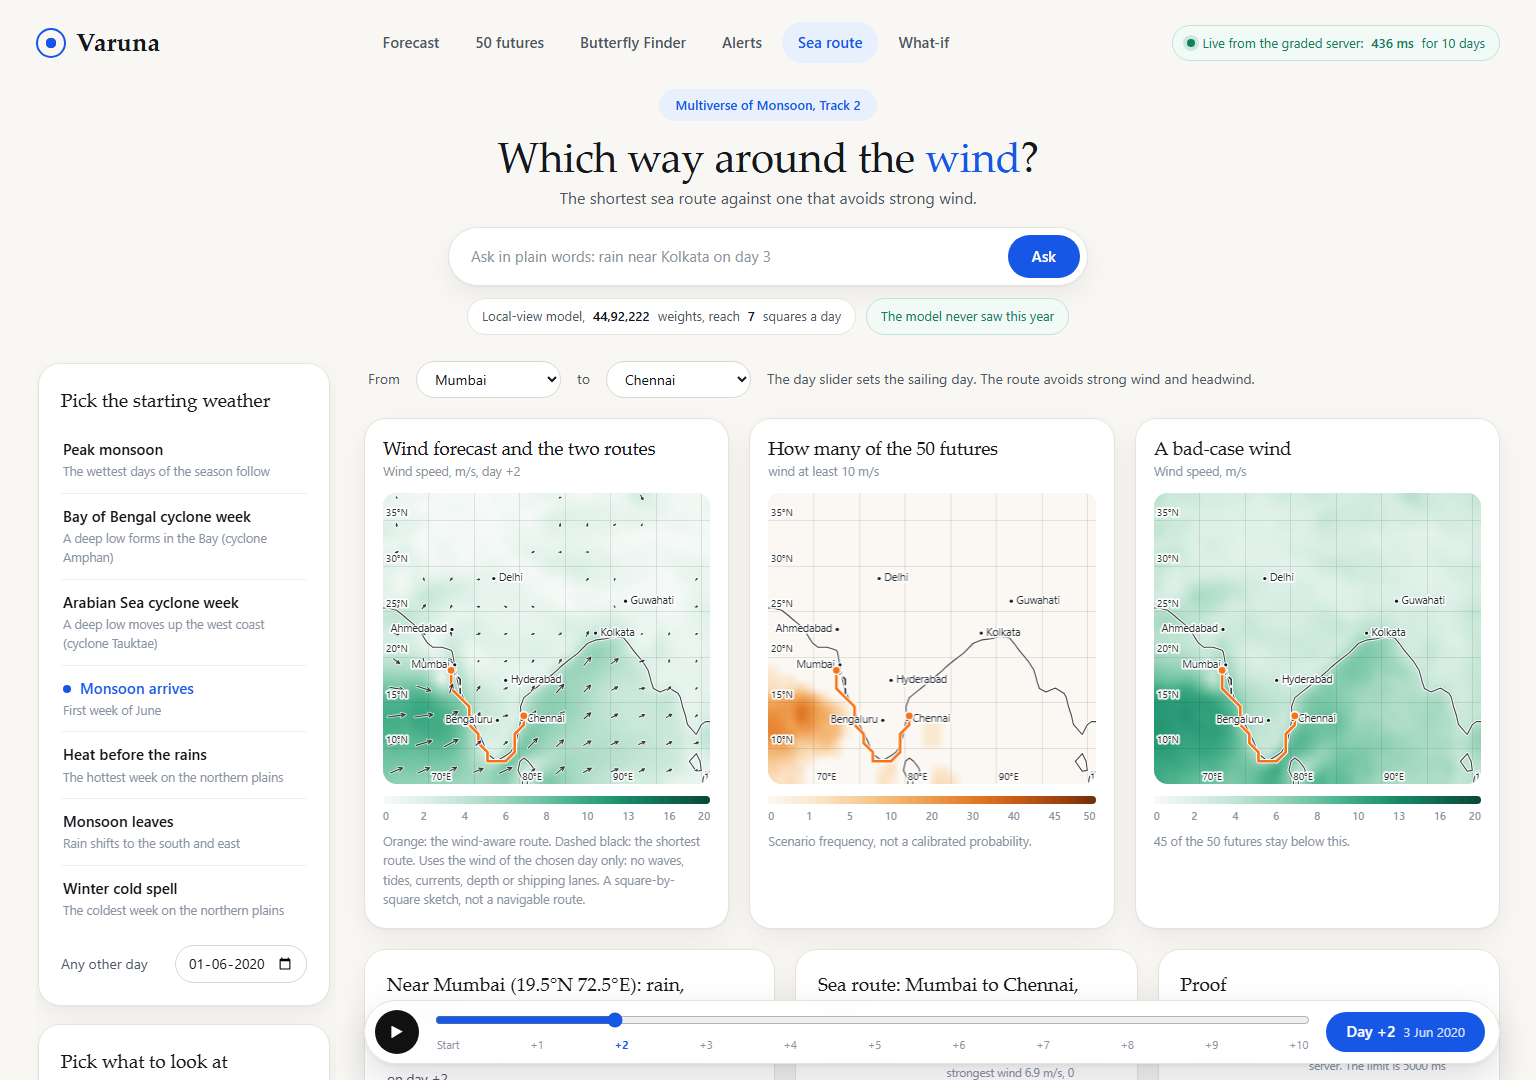 Varuna
Forecast
50 futures
Butterfly Finder
Alerts
Sea route
What-if
Live from the graded server: 436 ms for 10 days
Multiverse of Monsoon, Track 2
Which way around the wind?
The shortest sea route against one that avoids strong wind.
Ask in plain words: rain near Kolkata on day 3
Ask
Local-view model, 44,92,222 weights, reach 7 squares a day
The model never saw this year
Pick the starting weather
Peak monsoon
The wettest days of the season follow
Bay of Bengal cyclone week
A deep low forms in the Bay (cyclone
Amphan)
Arabian Sea cyclone week
A deep low moves up the west coast
(cyclone Tauktae)
Monsoon arrives
First week of June
Heat before the rains
The hottest week on the northern plains
Monsoon leaves
Rain shifts to the south and east
Winter cold spell
The coldest week on the northern plains
Any other day
01-06-2020
Pick what to look at
From Mumbai to Chennai The day slider sets the sailing day. The route avoids strong wind and headwind.
Wind forecast and the two routes
Wind speed, m/s, day +2
35°N
30°N
Delhi
25°N
Guwahati
Ahmedabad
Kolkata
20°N
Mumbai
Hyderabad
15°N
Bengaluru
Chennai
10°N
70°E 80°E 90°E
0 2 4 6 8 10 13 16 20
Orange: the wind-aware route. Dashed black: the shortest
route. Uses the wind of the chosen day only: no waves,
tides, currents, depth or shipping lanes. A square-by-
square sketch, not a navigable route.
How many of the 50 futures
wind at least 10 m/s
35°N
30°N
Delhi
25°N
Guwahati
Ahmedabad
Kolkata
20°N
Mumbai
Hyderabad
15°N
Bengaluru
Chennai
10°N
70°E 80°E 90°E
0 1 5 10 20 30 40 45 50
Scenario frequency, not a calibrated probability.
A bad-case wind
Wind speed, m/s
35°N
30°N
Delhi
25°N
Guwahati
Ahmedabad
Kolkata
20°N
Mumbai
Hyderabad
15°N
Bengaluru
Chennai
10°N
70°E 80°E 90°E
0 2 4 6 8 10 13 16 20
45 of the 50 futures stay below this.
Near Mumbai (19.5°N 72.5°E): rain,
on day +2
Sea route: Mumbai to Chennai,
strongest wind 6.9 m/s, 0
Proof
server. The limit is 5000 ms
Start +1 +2 +3 +4 +5 +6 +7 +8 +9 +10
Day +2 3 Jun 2020